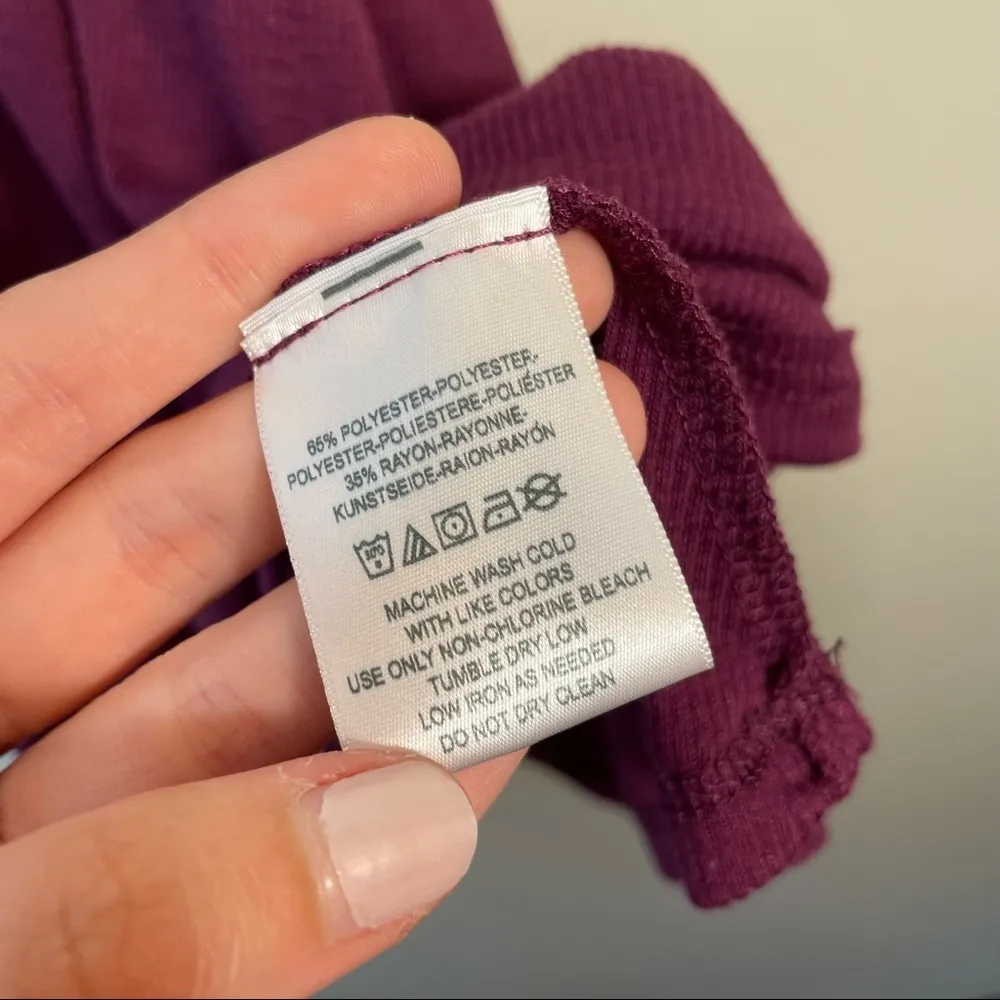 65% POLYESTER-POLYESTER-
POLYESTER-POLIESTERE-POLIÉSTER
35% RAYON-RAYONNE-
KUNSTSEIDE-RAION-RAYÓN
MACHINE WASH COLD
WITH LIKE COLORS
USE ONLY NON-CHLORINE BLEACH
TUMBLE DRY LOW
LOW IRON AS NEEDED
DO NOT DRY CLEAN